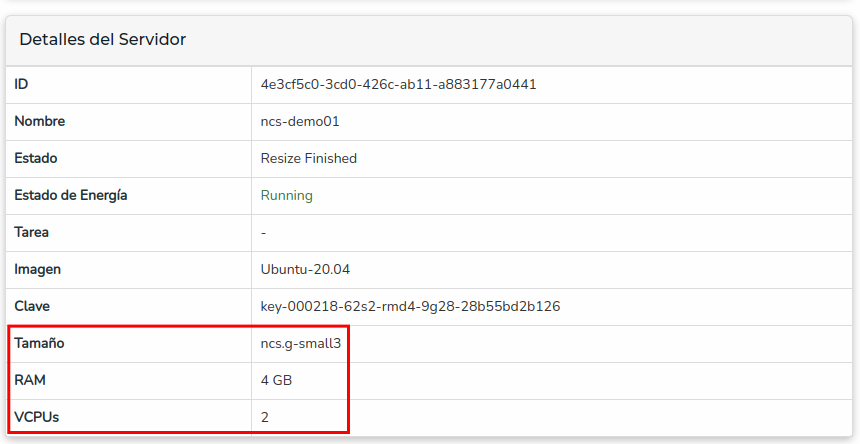 Detalles del Servidor
ID 4e3cf5c0-3cd0-426c-ab11-a883177a0441
Nombre ncs-demo01
Estado Resize Finished
Estado de Energía Running
Tarea -
Imagen Ubuntu-20.04
Clave key-000218-62s2-rmd4-9g28-28b55bd2b126
Tamaño ncs.g-small3
RAM 4 GB
VCPUs 2